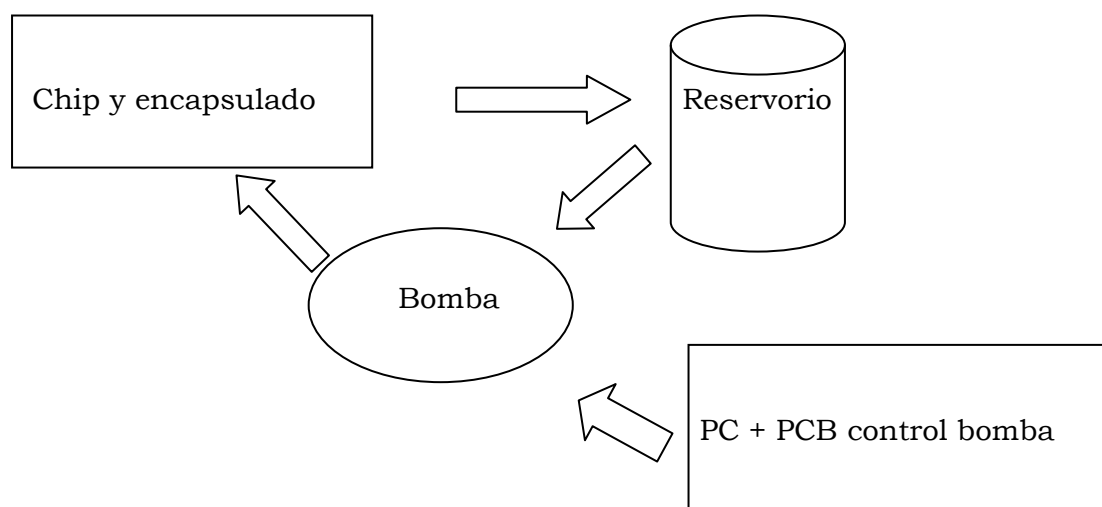 Chip y encapsulado
Reservorio
Bomba
PC + PCB control bomba